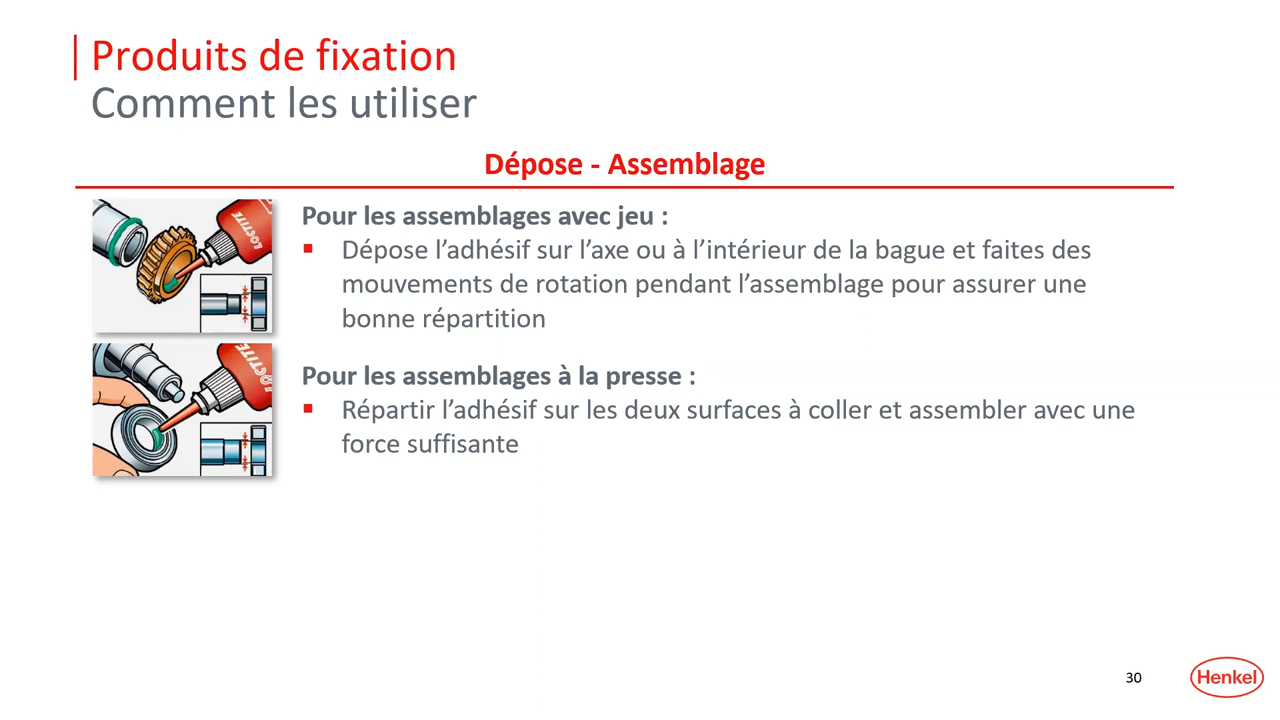 Produits de fixation
Comment les utiliser
Dépose - Assemblage
Pour les assemblages avec jeu :
Dépose l’adhésif sur l’axe ou à l’intérieur de la bague et faites des
mouvements de rotation pendant l’assemblage pour assurer une
bonne répartition
LOCTITE
Pour les assemblages à la presse :
Répartir l’adhésif sur les deux surfaces à coller et assembler avec une
force suffisante
LOCTITE
30
Henkel